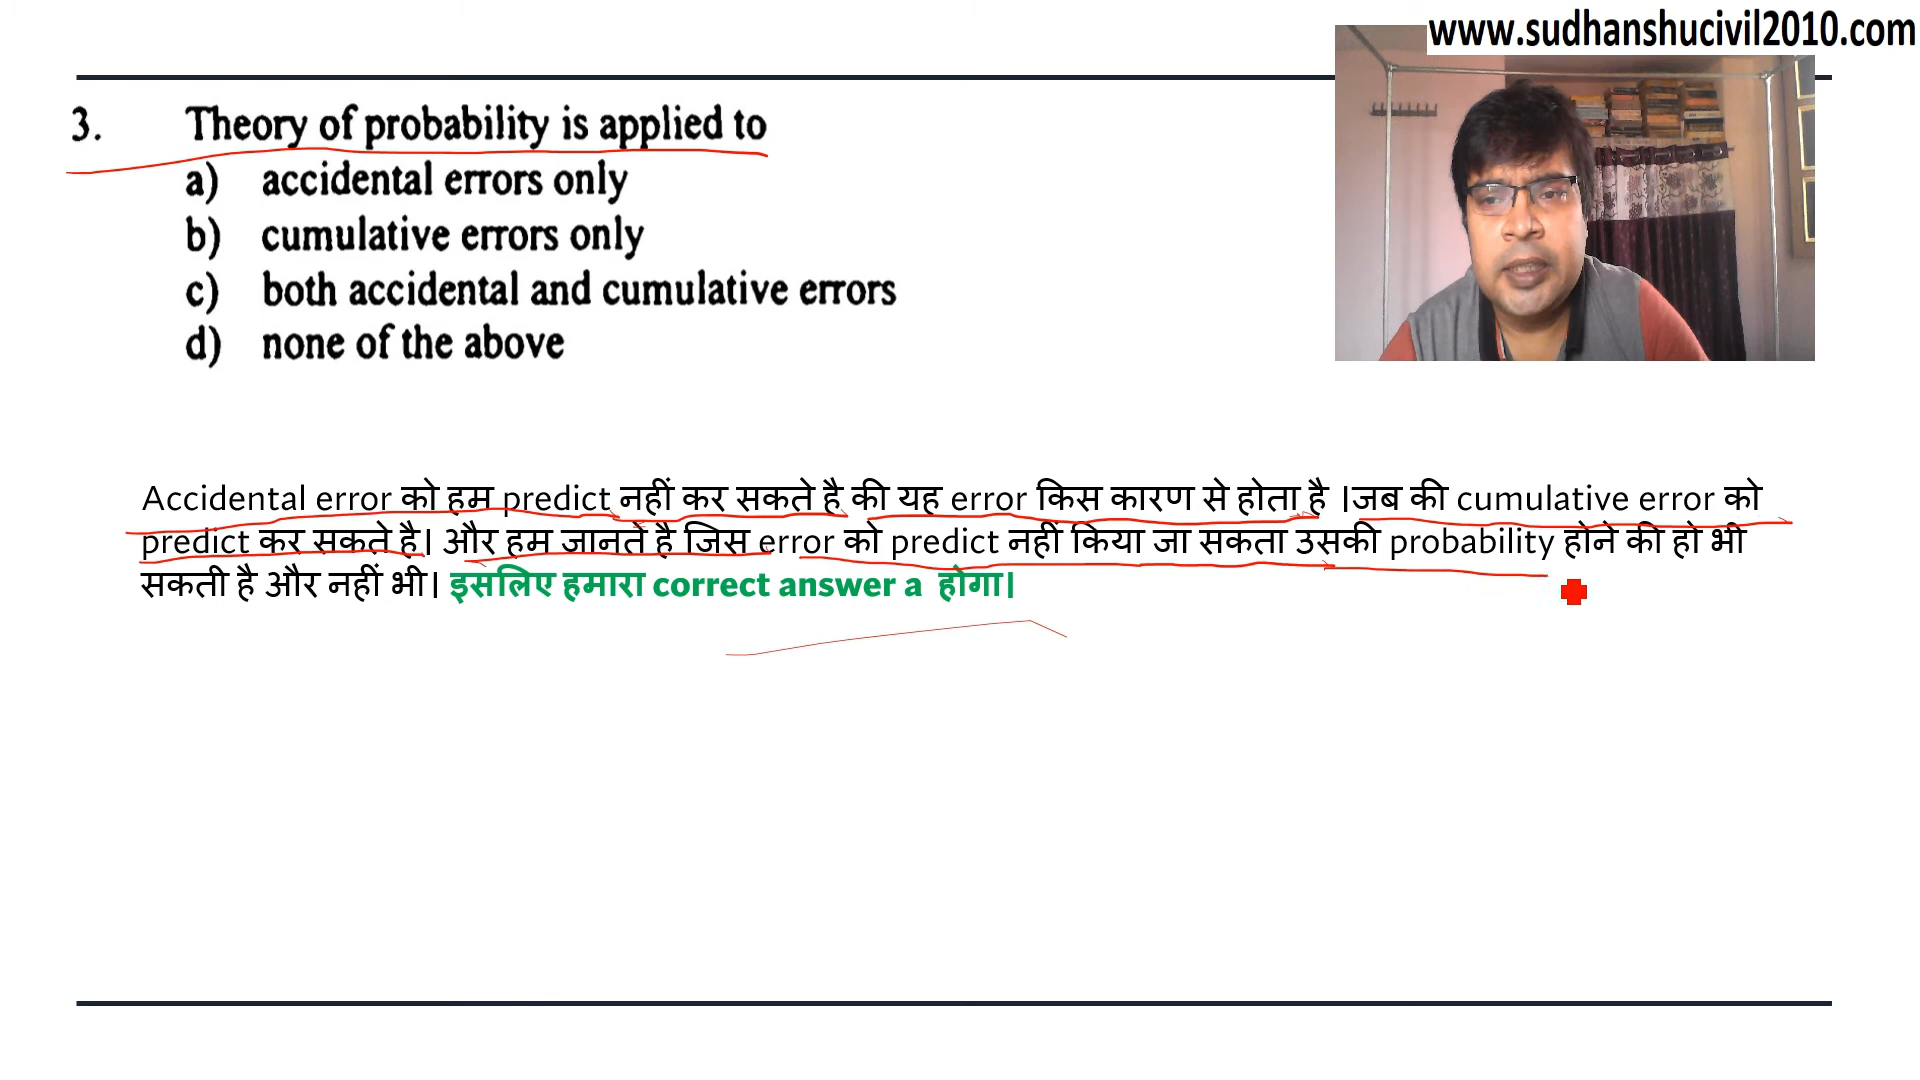 www.sudhanshucivil2010.com
3. Theory of probability is applied to
a) accidental errors only
b) cumulative errors only
c) both accidental and cumulative errors
d) none of the above
Accidental error को हम predict नहीं कर सकते है की यह error किस कारण से होता है ।जब की cumulative error को
predict कर सकते है। और हम जानते है जिस error को predict नहीं किया जा सकता उसकी probability होने की हो भी
सकती है और नहीं भी। इसलिए हमारा correct answer a होगा।